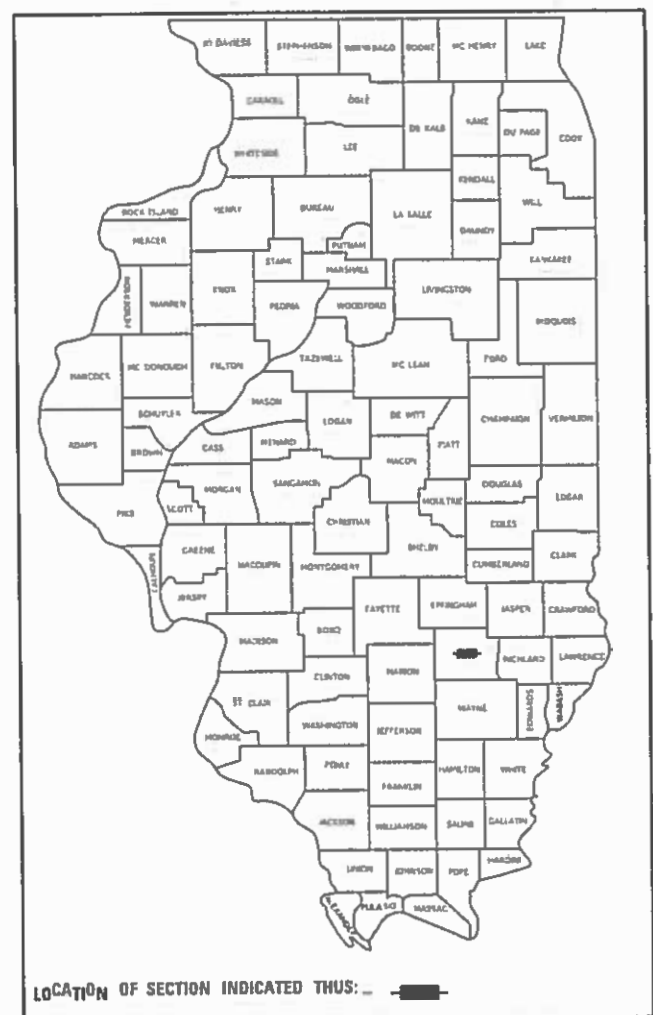 JO DAVIESS STEPHENSON WINNEBAGO BOONE MC HENRY LAKE
CARROLL OGLE
DE KALB KANE DU PAGE COOK
WHITESIDE LEE
KENDALL
ROCK ISLAND HENRY BUREAU LA SALLE WILL
MERCER PUTNAM GRUNDY
STARK MARSHALL KANKAKEE
HENDERSON WARREN KNOX PEORIA WOODFORD LIVINGSTON IROQUOIS
HANCOCK MC DONOUGH FULTON TAZEWELL MC LEAN FORD
MASON
SCHUYLER LOGAN DE WITT CHAMPAIGN VERMILION
ADAMS BROWN CASS MENARD MACON PIATT
PIKE SCOTT MORGAN SANGAMON MOULTRIE DOUGLAS EDGAR
CHRISTIAN COLES
CALHOUN GREENE MACOUPIN MONTGOMERY SHELBY CUMBERLAND CLARK
JERSEY FAYETTE EFFINGHAM JASPER CRAWFORD
MADISON BOND
CLINTON MARION RICHLAND LAWRENCE
ST CLAIR WAYNE EDWARDS WABASH
MONROE WASHINGTON JEFFERSON
RANDOLPH PERRY HAMILTON WHITE
FRANKLIN
JACKSON WILLIAMSON SALINE GALLATIN
UNION JOHNSON POPE HARDIN
ALEXANDER PULASKI MASSAC
LOCATION OF SECTION INDICATED THUS: -